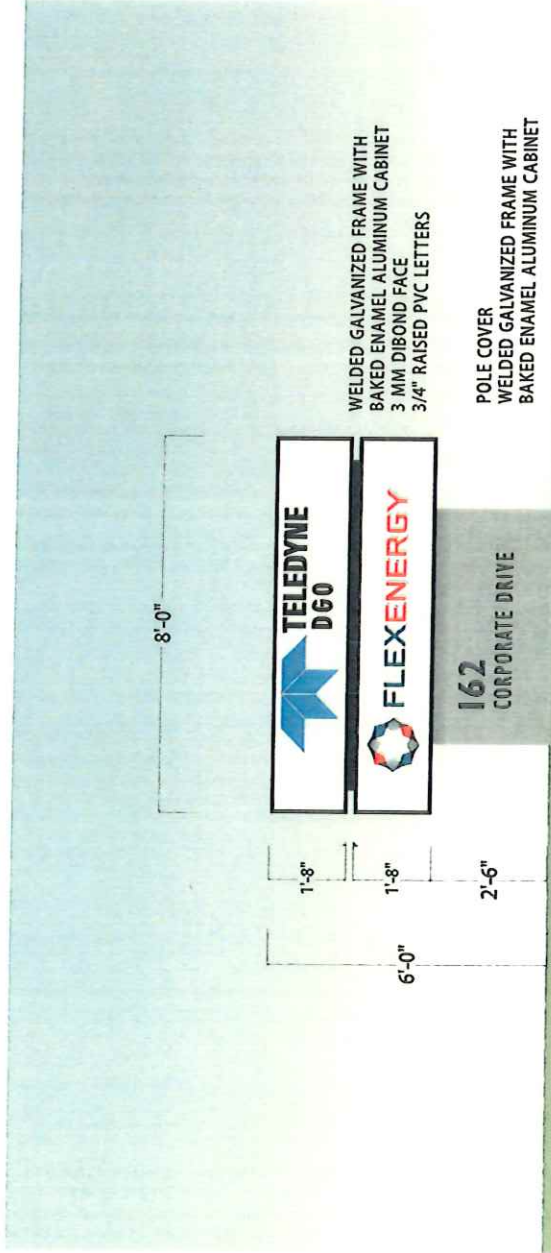 8'-0"
TELEDYNE
DGO
FLEXENERGY
162
CORPORATE DRIVE
1'-8"
1'-8"
2'-6"
6'-0"
WELDED GALVANIZED FRAME WITH
BAKED ENAMEL ALUMINUM CABINET
3 MM DIBOND FACE
3/4" RAISED PVC LETTERS
POLE COVER
WELDED GALVANIZED FRAME WITH
BAKED ENAMEL ALUMINUM CABINET